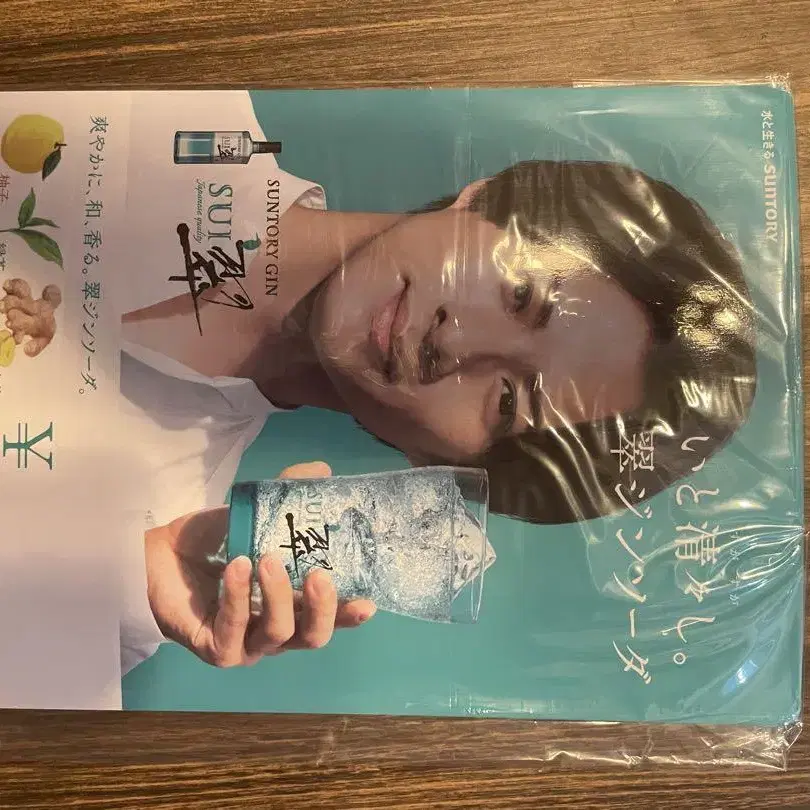 水と生きる SUNTORY
いと清々し。
翠ジンソーダ
SUI
翠
SUNTORY GIN
SUI
Japanese quality
翠
翠
爽やかに、和、香る。翠ジンソーダ。
柚子
¥